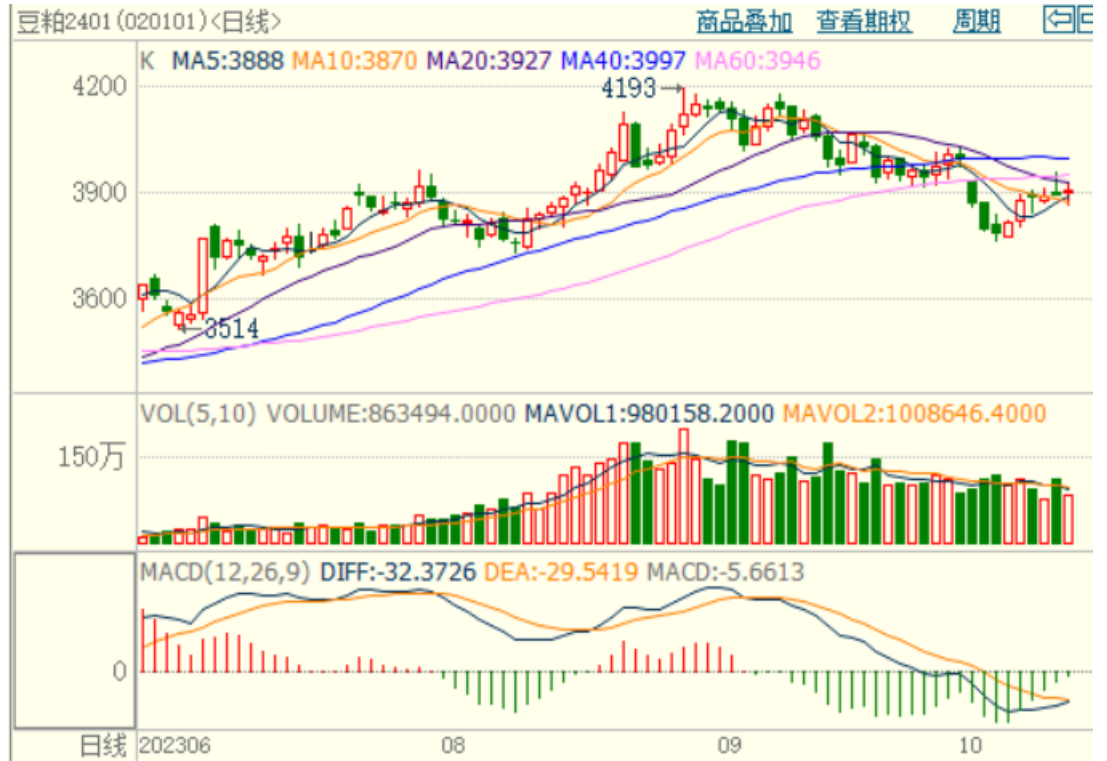 豆粕2401(020101)<日线> 商品叠加 查看期权 周期
K MA5:3888 MA10:3870 MA20:3927 MA40:3997 MA60:3946
4200
4193
3900
3600
3514
VOL(5,10) VOLUME:863494.0000 MAVOL1:980158.2000 MAVOL2:1008646.4000
150万
MACD(12,26,9) DIFF:-32.3726 DEA:-29.5419 MACD:-5.6613
0
日线 202306 08 09 10